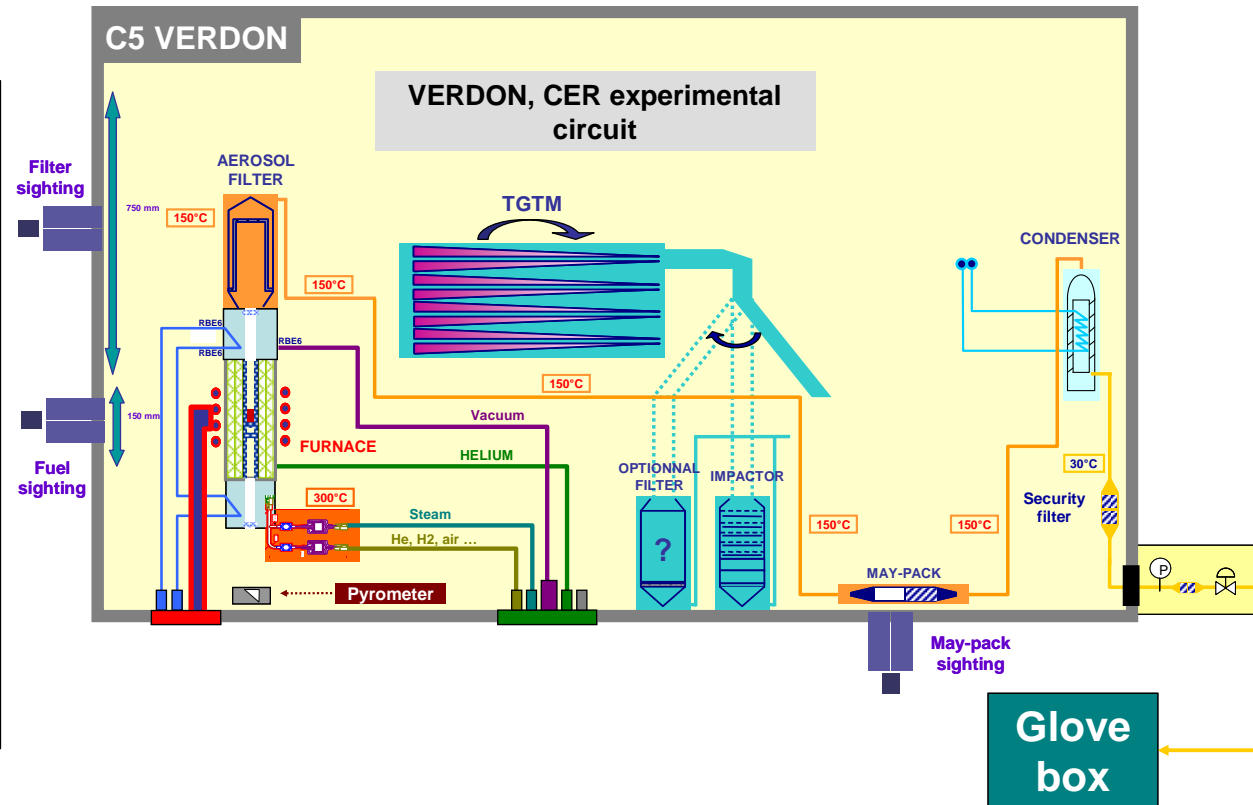 C5 VERDON
VERDON, CER experimental
circuit
AEROSOL
FILTER
Filter
sighting
750 mm
150°C
TGTM
CONDENSER
150°C
RBE6
RBE6
RBE6
150°C
150 mm
Vacuum
FURNACE
Fuel
sighting
HELIUM
OPTIONNAL
FILTER
IMPACTOR
30°C
300°C
Security
filter
Steam
150°C
150°C
He, H2, air ...
?
MAY-PACK
P
Pyrometer
May-pack
sighting
Glove
box